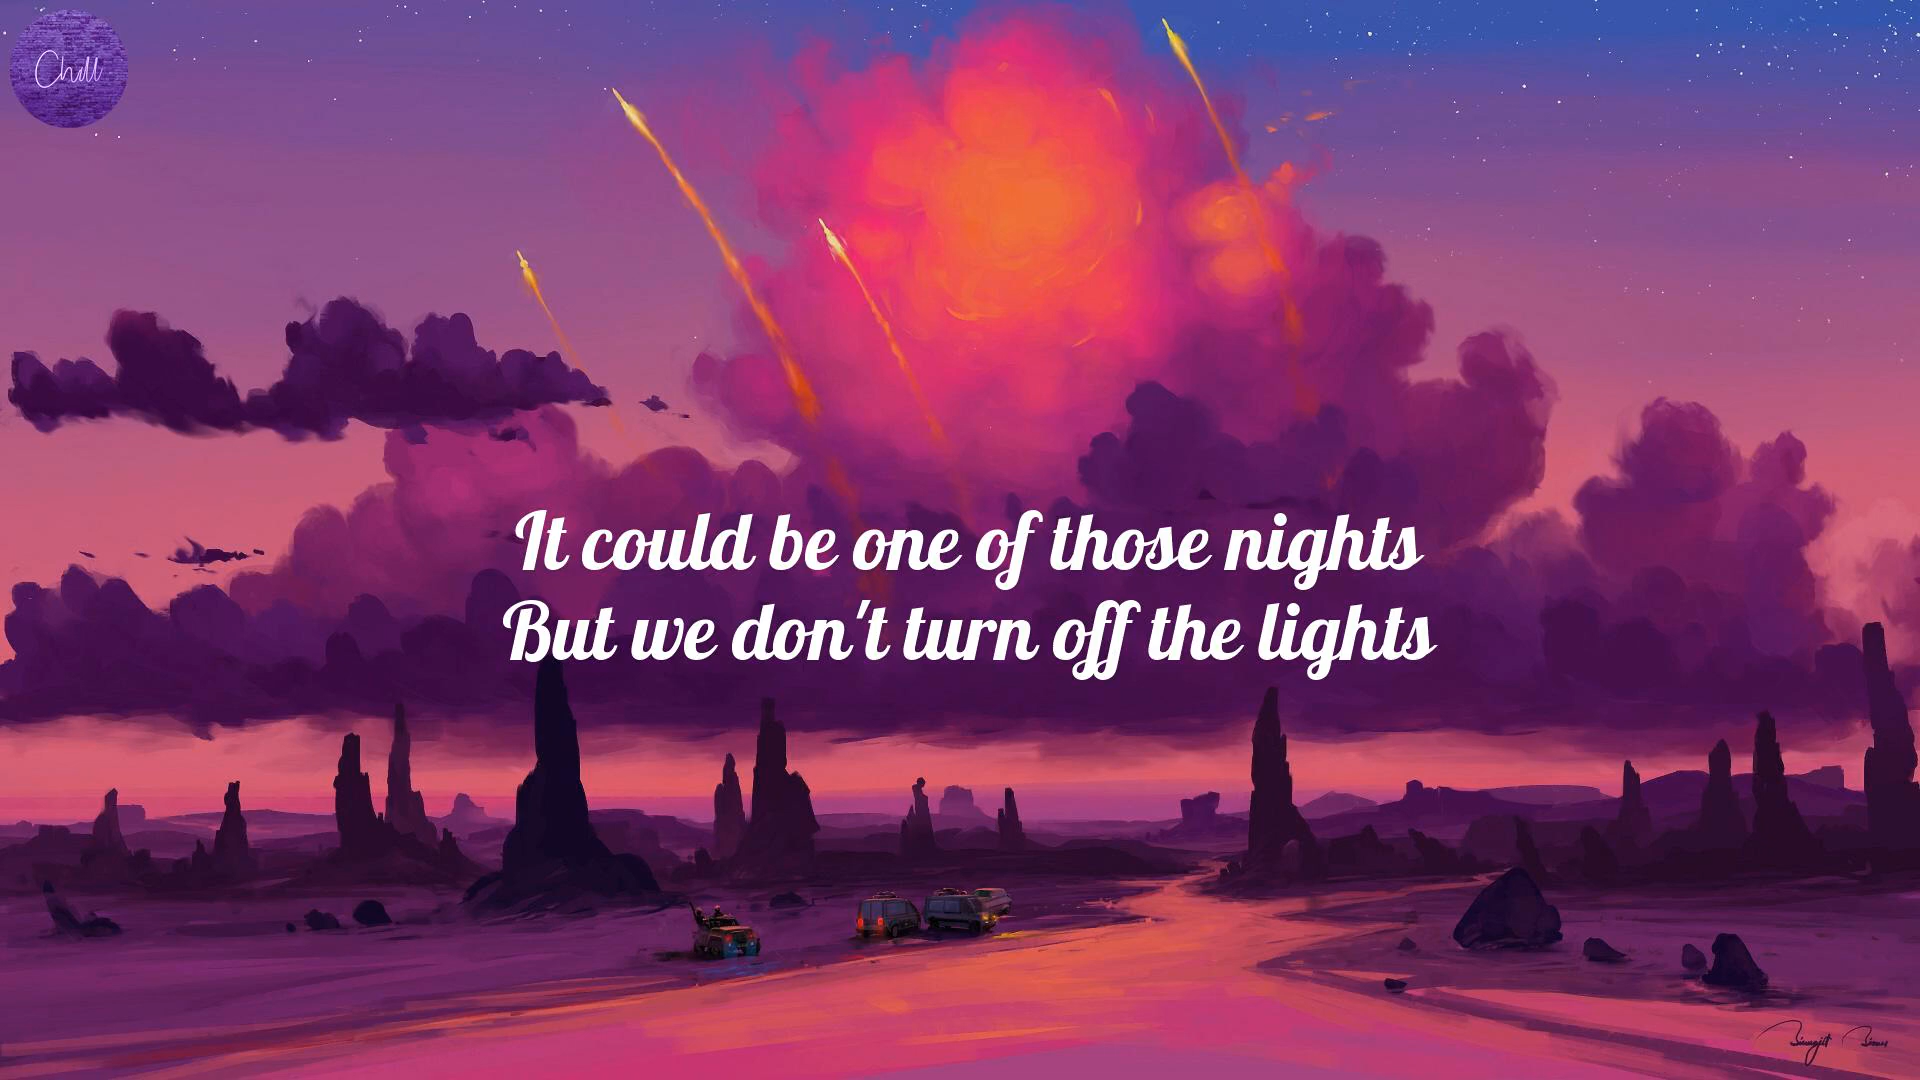 Chill
It could be one of those nights
But we don't turn off the lights